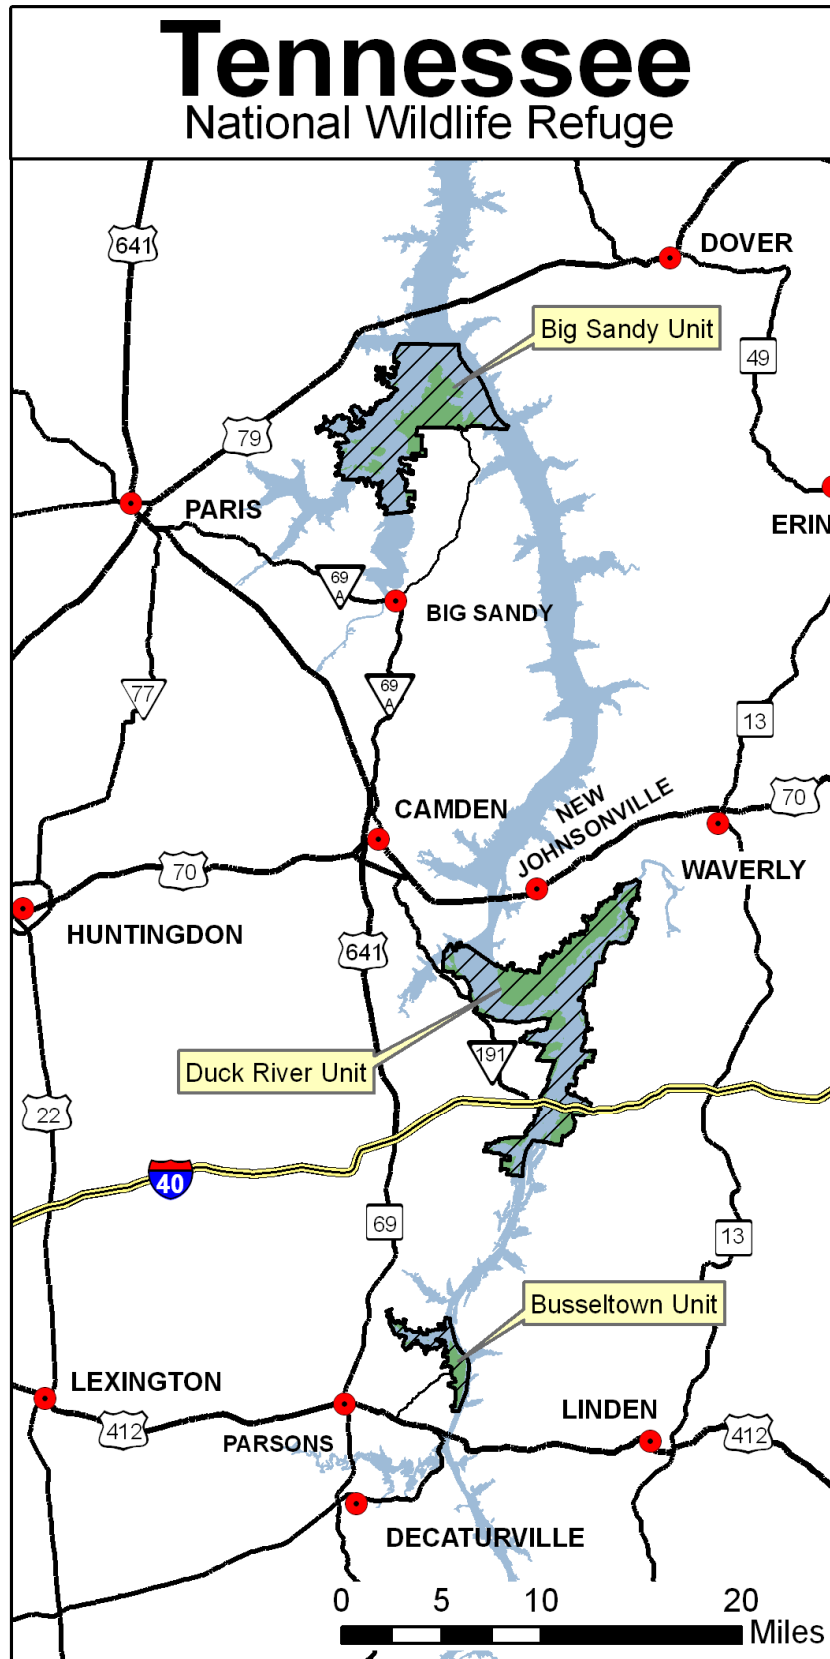 Tennessee
National Wildlife Refuge
641
DOVER
Big Sandy Unit
49
79
PARIS
ERIN
69
A
BIG SANDY
77
69
A
13
70
CAMDEN
NEW
JOHNSONVILLE
70
WAVERLY
HUNTINGDON
641
191
Duck River Unit
22
40
69
13
Busseltown Unit
LEXINGTON
LINDEN
412
PARSONS
412
DECATURVILLE
0 5 10 20
Miles